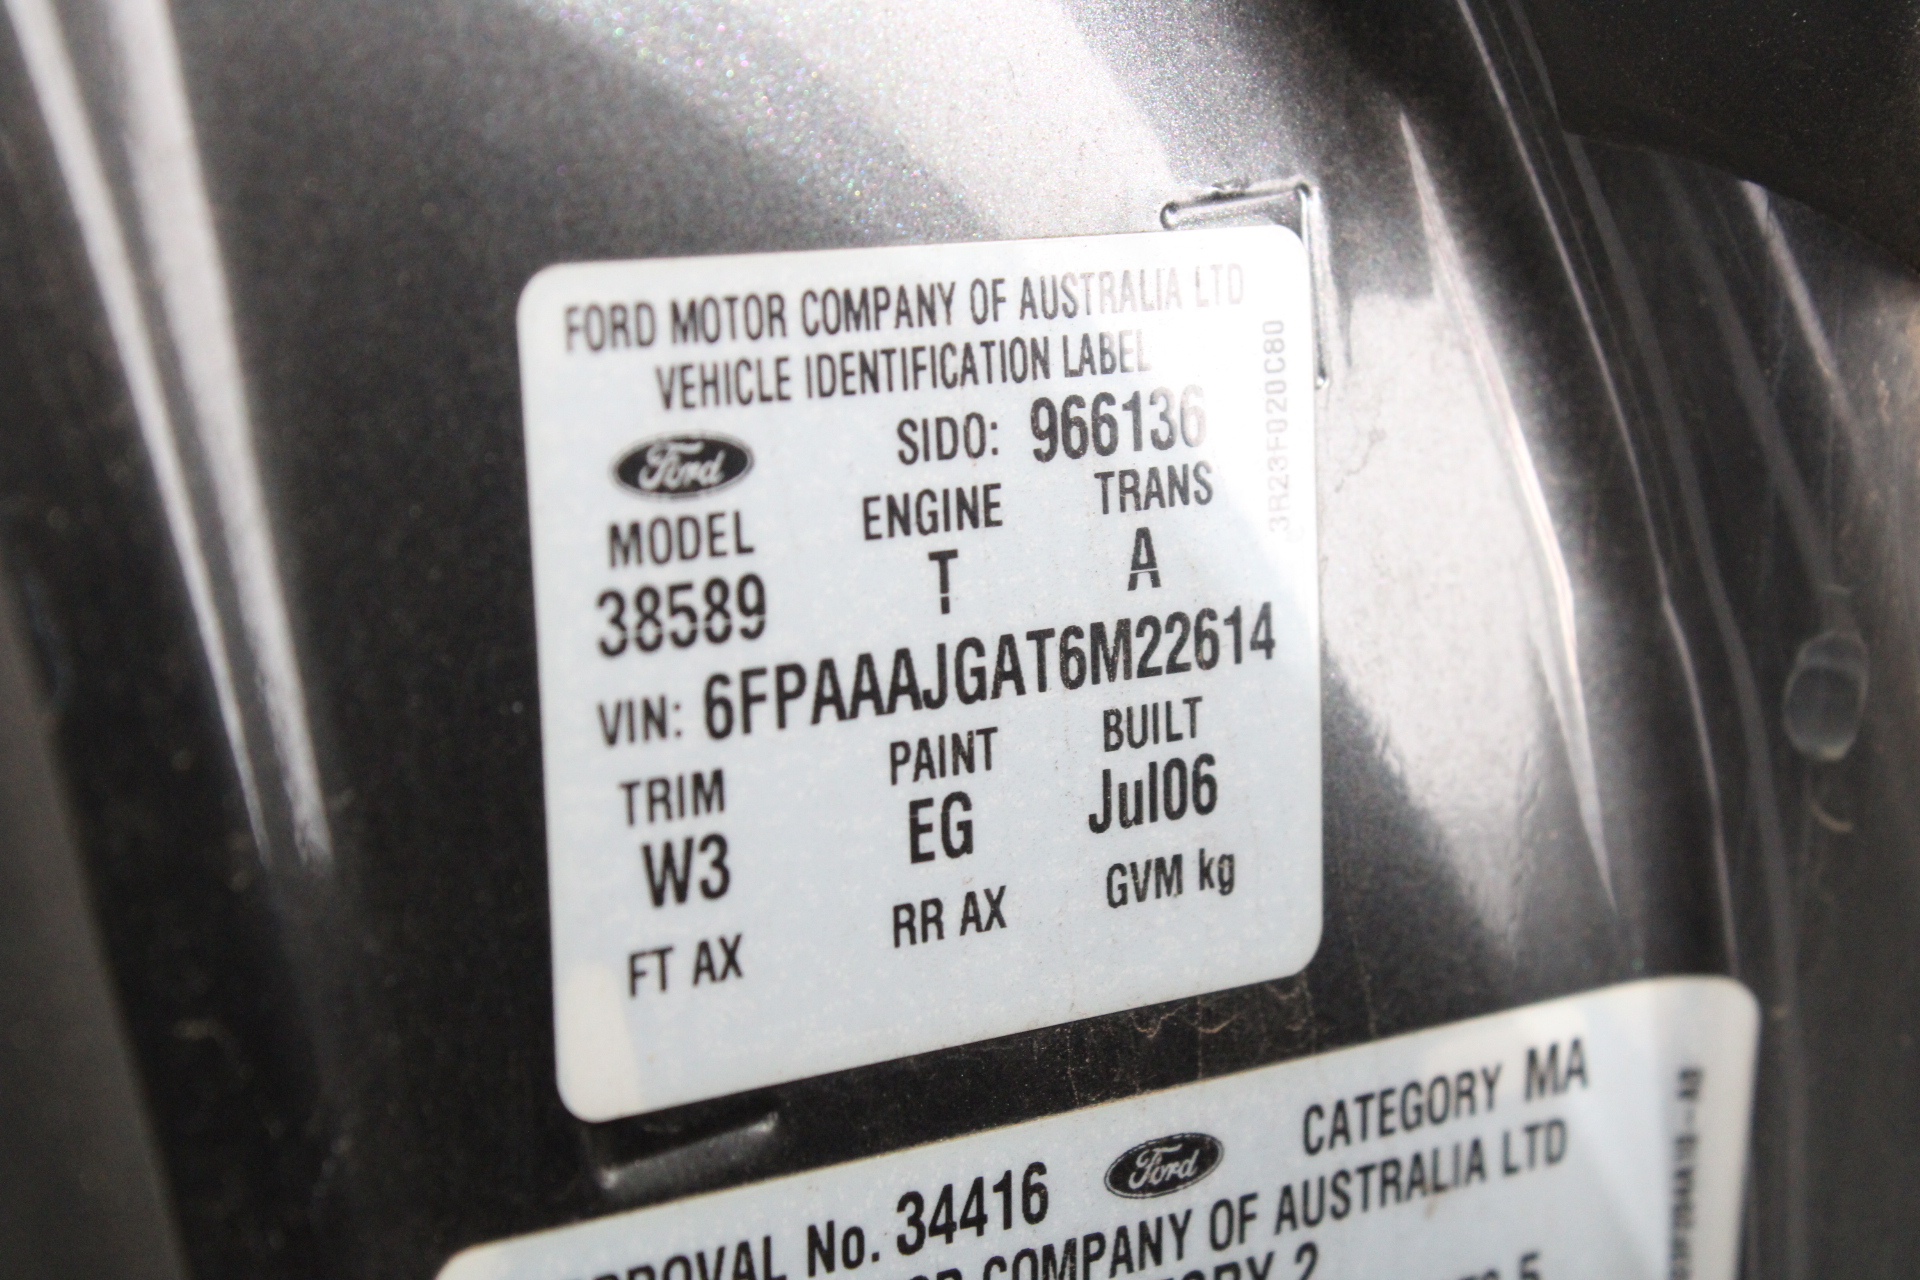 FORD MOTOR COMPANY OF AUSTRALIA LTD
VEHICLE IDENTIFICATION LABEL
Ford
SIDO: 966136
MODEL ENGINE TRANS
38589 T A
VIN: 6FPAAAJGAT6M22614
TRIM PAINT BUILT
W3 EG Jul06
FT AX RR AX GVM kg
3R23F020C80
APPROVAL No. 34416 Ford CATEGORY MA
COMPANY OF AUSTRALIA LTD
2
5